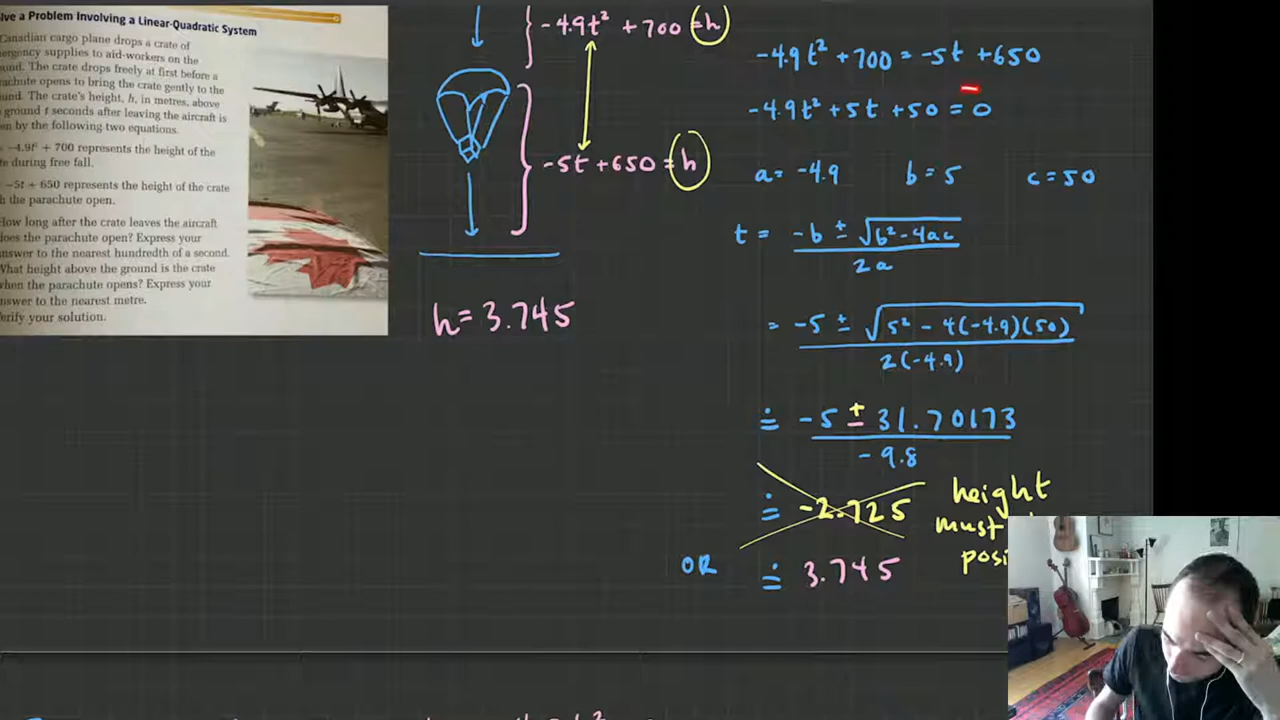 lve a Problem Involving a Linear-Quadratic System
Canadian cargo plane drops a crate of
ergency supplies to aid-workers on the
und. The crate drops freely at first before a
rachute opens to bring the crate gently to the
und. The crate's height, h, in metres, above
ground t seconds after leaving the aircraft is
en by the following two equations.
= -4.9t² + 700 represents the height of the
te during free fall.
-5t + 650 represents the height of the crate
h the parachute open.
How long after the crate leaves the aircraft
does the parachute open? Express your
answer to the nearest hundredth of a second.
What height above the ground is the crate
when the parachute opens? Express your
nswer to the nearest metre.
erify your solution.
-4.9t² + 700 = h
-5t + 650 = h
h = 3.745
-4.9t² + 700 = -5t + 650
-4.9t² + 5t + 50 = 0
a = -4.9 b = 5 c = 50
t = -b ± √b² - 4ac
2a
= -5 ± √5² - 4(-4.9)(50)
2(-4.9)
≐ -5 ± 31.70173
-9.8
≐ -2.725 height
must
posi
OR ≐ 3.745